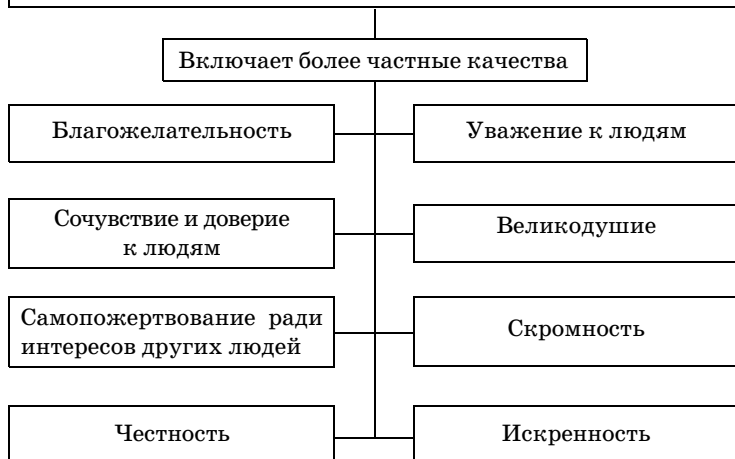 Включает более частные качества
Благожелательность
Уважение к людям
Сочувствие и доверие
к людям
Великодушие
Самопожертвование ради
интересов других людей
Скромность
Честность
Искренность